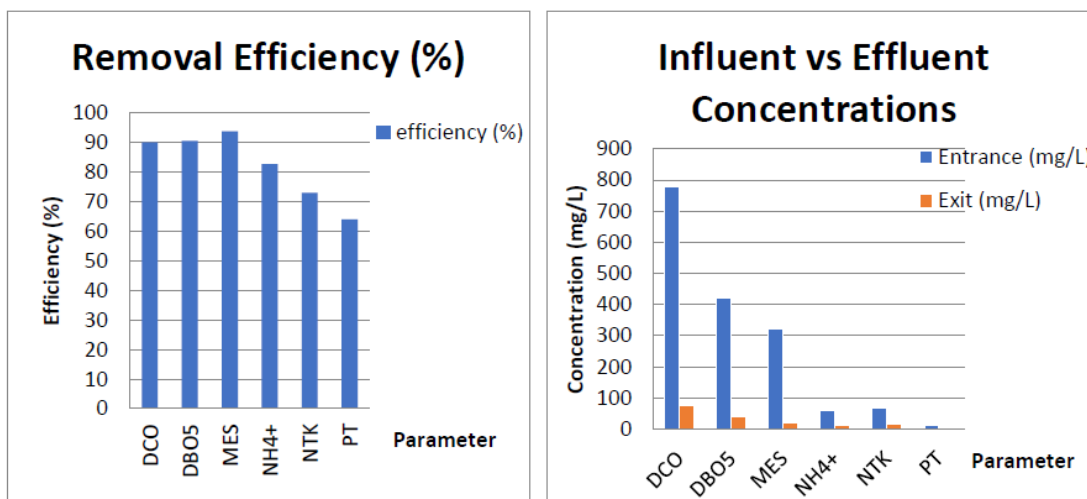 Removal Efficiency (%)
efficiency (%)
Efficiency (%)
100
90
80
70
60
50
40
30
20
10
0
DCO
DBO5
MES
NH4+
NTK
PT
Parameter
Influent vs Effluent
Concentrations
Entrance (mg/L)
Exit (mg/L)
Concentration (mg/L)
900
800
700
600
500
400
300
200
100
0
DCO
DBO5
MES
NH4+
NTK
PT
Parameter